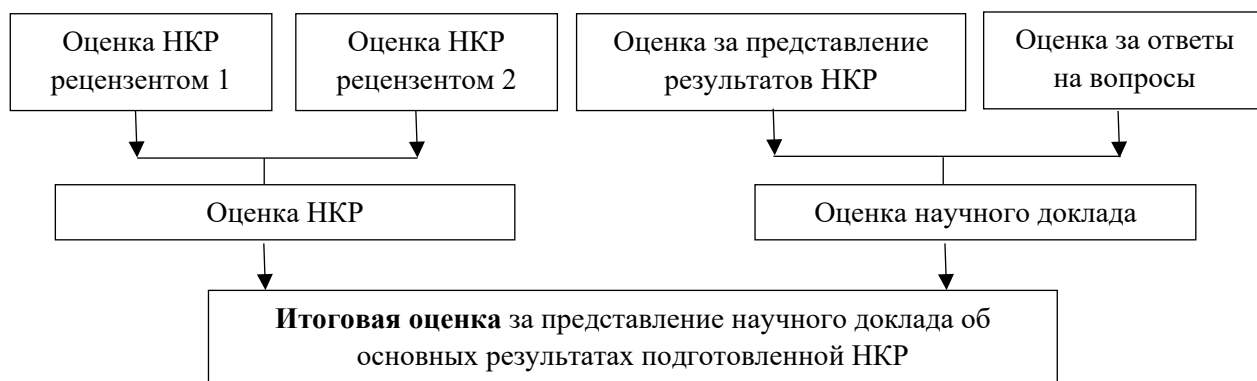 Оценка НКР
рецензентом 1
Оценка НКР
рецензентом 2
Оценка за представление
результатов НКР
Оценка за ответы
на вопросы
Оценка НКР
Оценка научного доклада
Итоговая оценка за представление научного доклада об
основных результатах подготовленной НКР